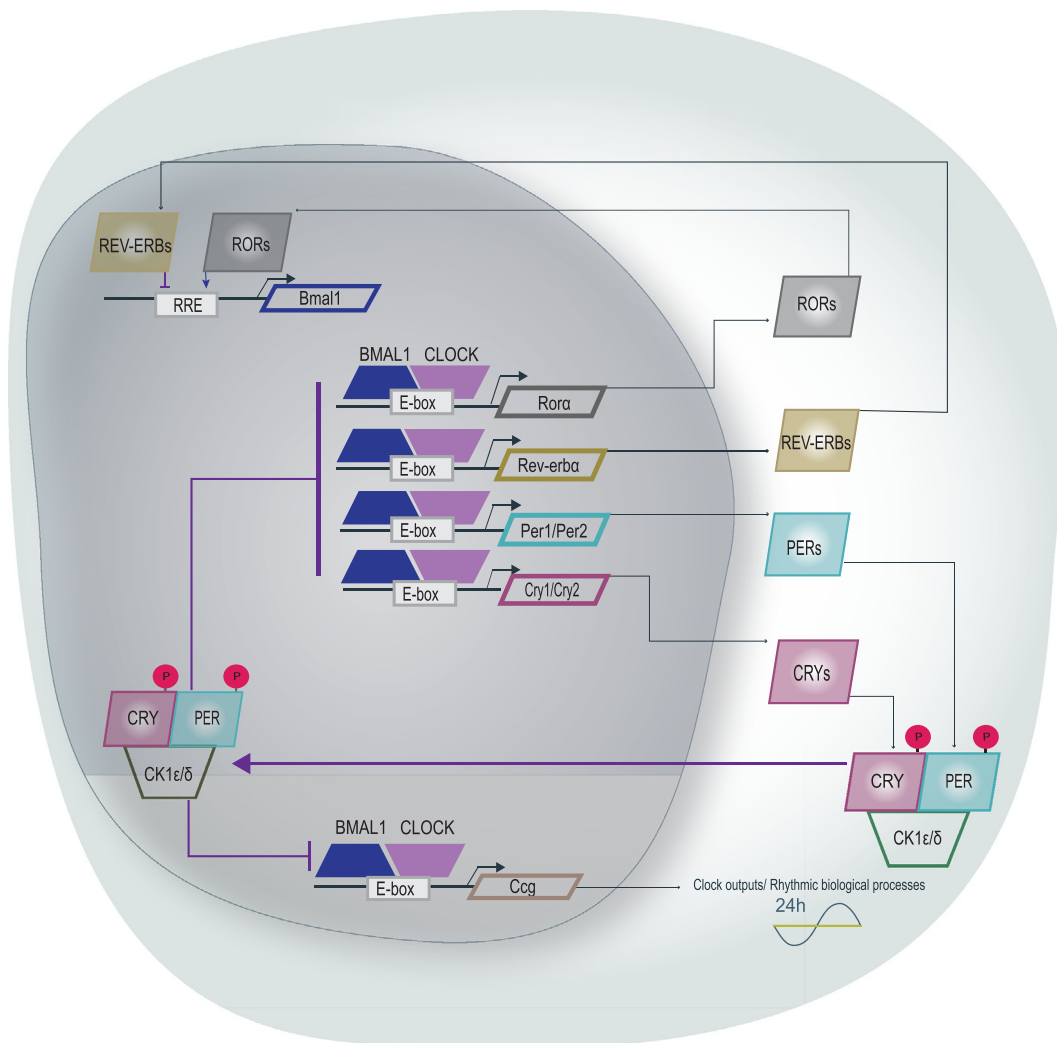 REV-ERBs
RORs
RRE
Bmal1
RORs
BMAL1 CLOCK
E-box
Rorα
REV-ERBs
E-box
Rev-erbα
E-box
Per1/Per2
PERs
E-box
Cry1/Cry2
CRYs
P
P
CRY
PER
CK1ε/δ
P
P
CRY
PER
CK1ε/δ
BMAL1 CLOCK
E-box
Ccg
Clock outputs/ Rhythmic biological processes
24h